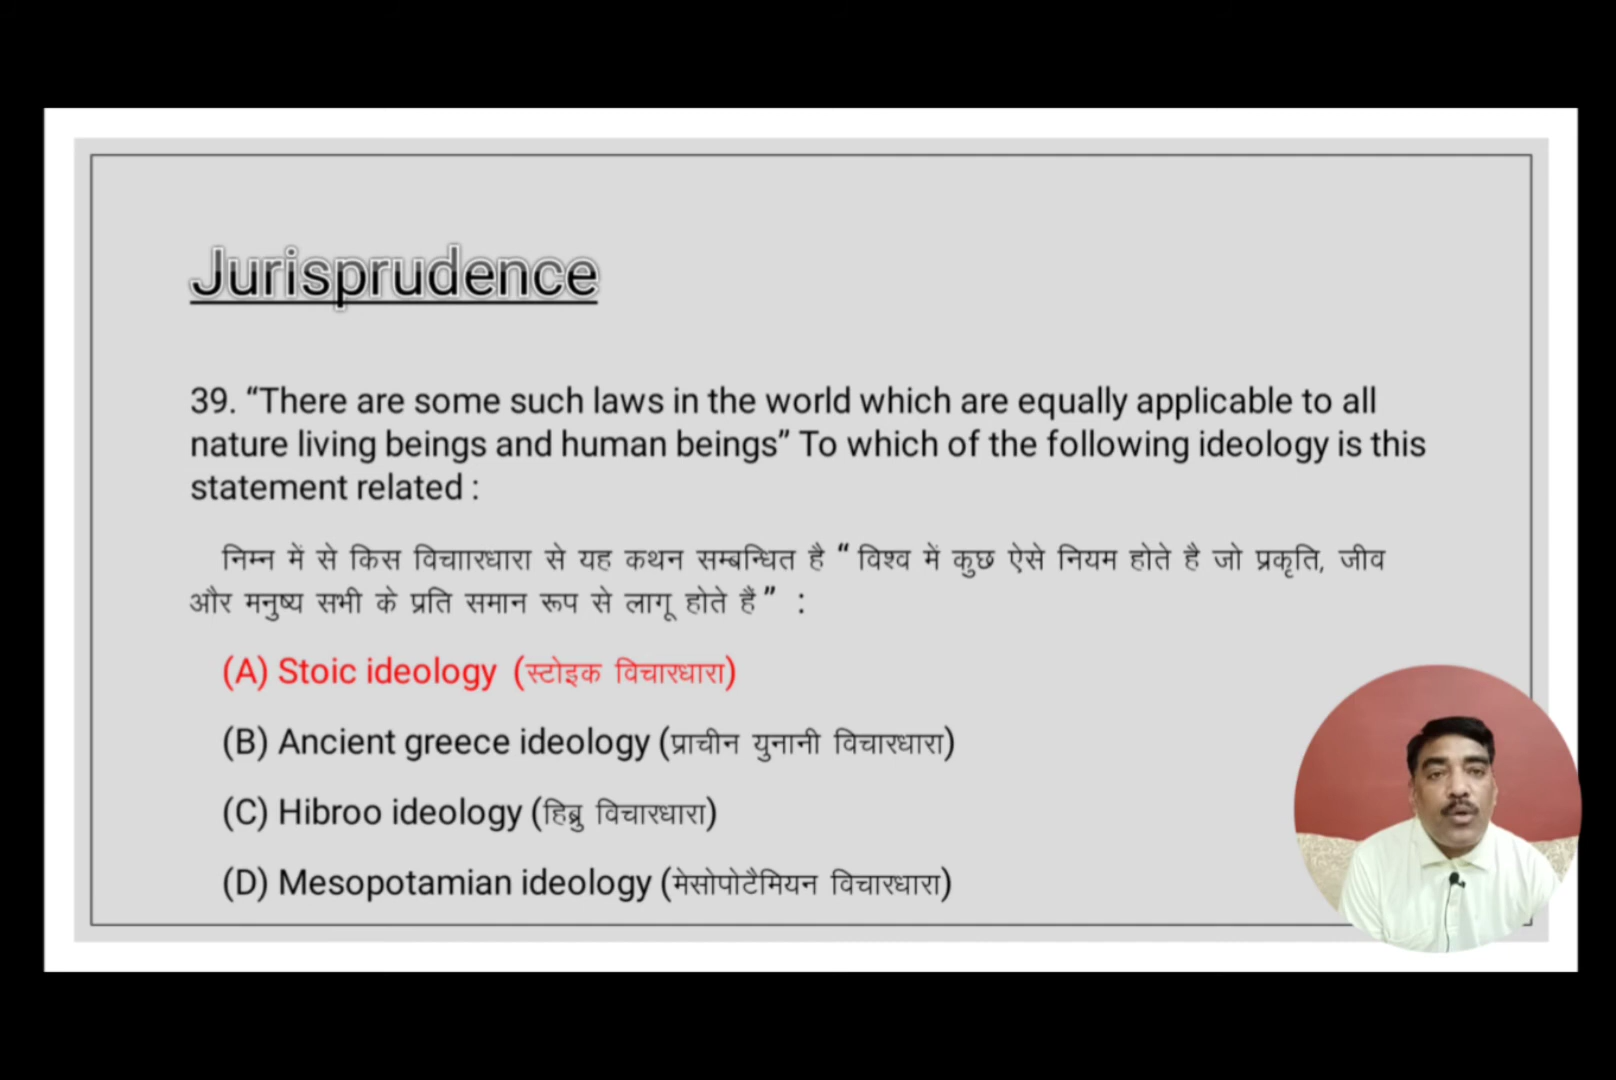 Jurisprudence
39. “There are some such laws in the world which are equally applicable to all
nature living beings and human beings” To which of the following ideology is this
statement related :
निम्न में से किस विचाारधारा से यह कथन सम्बन्धित है “ विश्व में कुछ ऐसे नियम होते है जो प्रकृति, जीव
और मनुष्य सभी के प्रति समान रूप से लागू होते हैं” :
(A) Stoic ideology (स्टोइक विचारधारा)
(B) Ancient greece ideology (प्राचीन युनानी विचारधारा)
(C) Hibroo ideology (हिब्रु विचारधारा)
(D) Mesopotamian ideology (मेसोपोटैमियन विचारधारा)